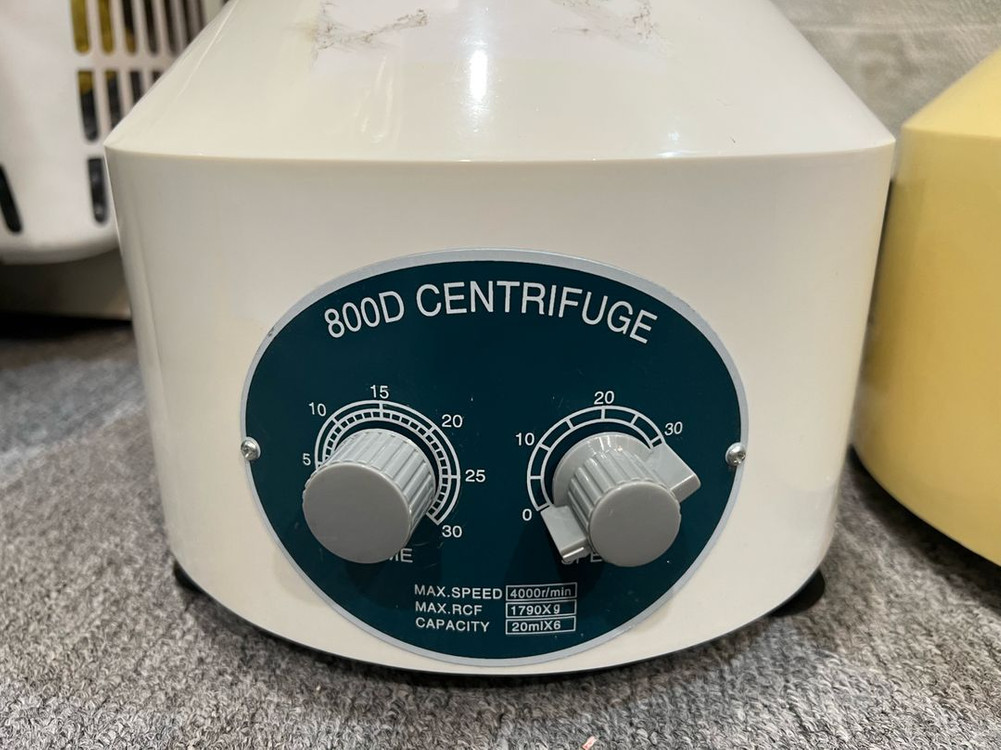 800D CENTRIFUGE
5 10 15 20 25 30
0 10 20 30
MAX.SPEED 4000r/min
MAX.RCF 1790Xg
CAPACITY 20mlX6